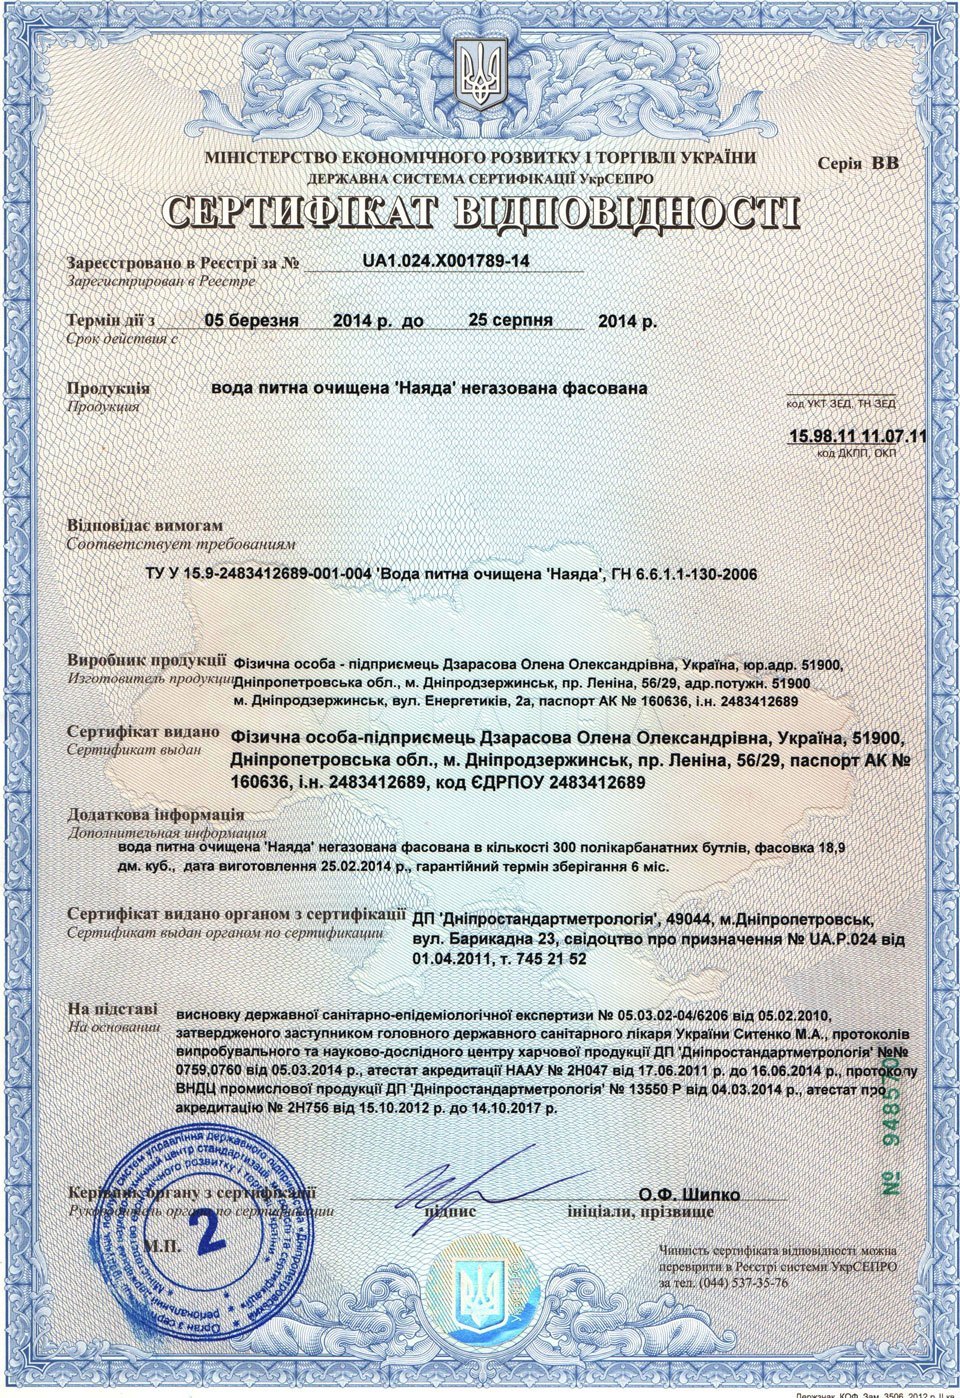 МІНІСТЕРСТВО ЕКОНОМІЧНОГО РОЗВИТКУ І ТОРГІВЛІ УКРАЇНИ
Серія ВВ
ДЕРЖАВНА СИСТЕМА СЕРТИФІКАЦІЇ УкрСЕПРО
СЕРТИФІКАТ ВІДПОВІДНОСТІ
Зареєстровано в Реєстрі за № UA1.024.X001789-14
Зарегистрирован в Реестре
Термін дії з 05 березня 2014 р. до 25 серпня 2014 р.
Срок действия с
Продукція вода питна очищена 'Наяда' негазована фасована
Продукция
код УКТ ЗЕД, ТН ЗЕД
15.98.11 11.07.11
код ДКПП, ОКП
Відповідає вимогам
Соответствует требованиям
ТУ У 15.9-2483412689-001-004 'Вода питна очищена 'Наяда', ГН 6.6.1.1-130-2006
Виробник продукції Фізична особа - підприємець Дзарасова Олена Олександрівна, Україна, юр.адр. 51900,
Изготовитель продукции Дніпропетровська обл., м. Дніпродзержинськ, пр. Леніна, 56/29, адр.потужн. 51900
м. Дніпродзержинськ, вул. Енергетиків, 2а, паспорт АК № 160636, і.н. 2483412689
Сертифікат видано Фізична особа-підприємець Дзарасова Олена Олександрівна, Україна, 51900,
Сертификат выдан Дніпропетровська обл., м. Дніпродзержинськ, пр. Леніна, 56/29, паспорт АК №
160636, і.н. 2483412689, код ЄДРПОУ 2483412689
Додаткова інформація
Дополнительная информация
вода питна очищена 'Наяда' негазована фасована в кількості 300 полікарбанатних бутлів, фасовка 18,9
дм. куб., дата виготовлення 25.02.2014 р., гарантійний термін зберігання 6 міс.
Сертифікат видано органом з сертифікації ДП 'Дніпростандартметрологія', 49044, м.Дніпропетровськ,
Сертификат выдан органом по сертификации вул. Барикадна 23, свідоцтво про призначення № UA.P.024 від
01.04.2011, т. 745 21 52
На підставі висновку державної санітарно-епідеміологічної експертизи № 05.03.02-04/6206 від 05.02.2010,
На основании затвердженого заступником головного державного санітарного лікаря України Ситенко М.А., протоколів
випробувального та науково-дослідного центру харчової продукції ДП 'Дніпростандартметрологія' №№
0759,0760 від 05.03.2014 р., атестат акредитації НААУ № 2Н047 від 17.06.2011 р. до 16.06.2014 р., протоколу
ВНДЦ промислової продукції ДП 'Дніпростандартметрологія' № 13550 Р від 04.03.2014 р., атестат про
акредитацію № 2Н756 від 15.10.2012 р. до 14.10.2017 р.
Керівник органу з сертифікації О.Ф. Шипко
Руководитель органа по сертификации підпис ініціали, прізвище
М.П.
2
Чинність сертифіката відповідності можна
перевірити в Реєстрі системи УкрСЕПРО
за тел. (044) 537-35-76